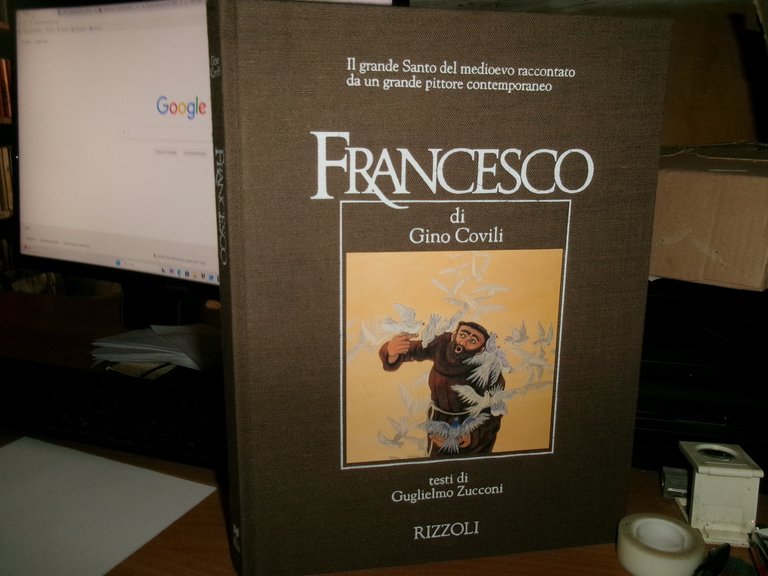 Il grande Santo del medioevo raccontato
da un grande pittore contemporaneo
FRANCESCO
di
Gino Covili
testi di
Guglielmo Zucconi
RIZZOLI
FRANCESCO
Google